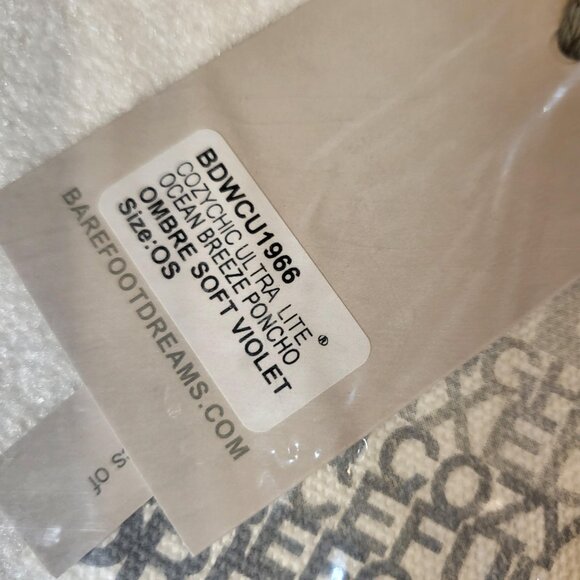 BDWCU1966
COZYCHIC ULTRA LITE®
OCEAN BREEZE PONCHO
OMBRE SOFT VIOLET
Size:OS
BAREFOOTDREAMS.COM